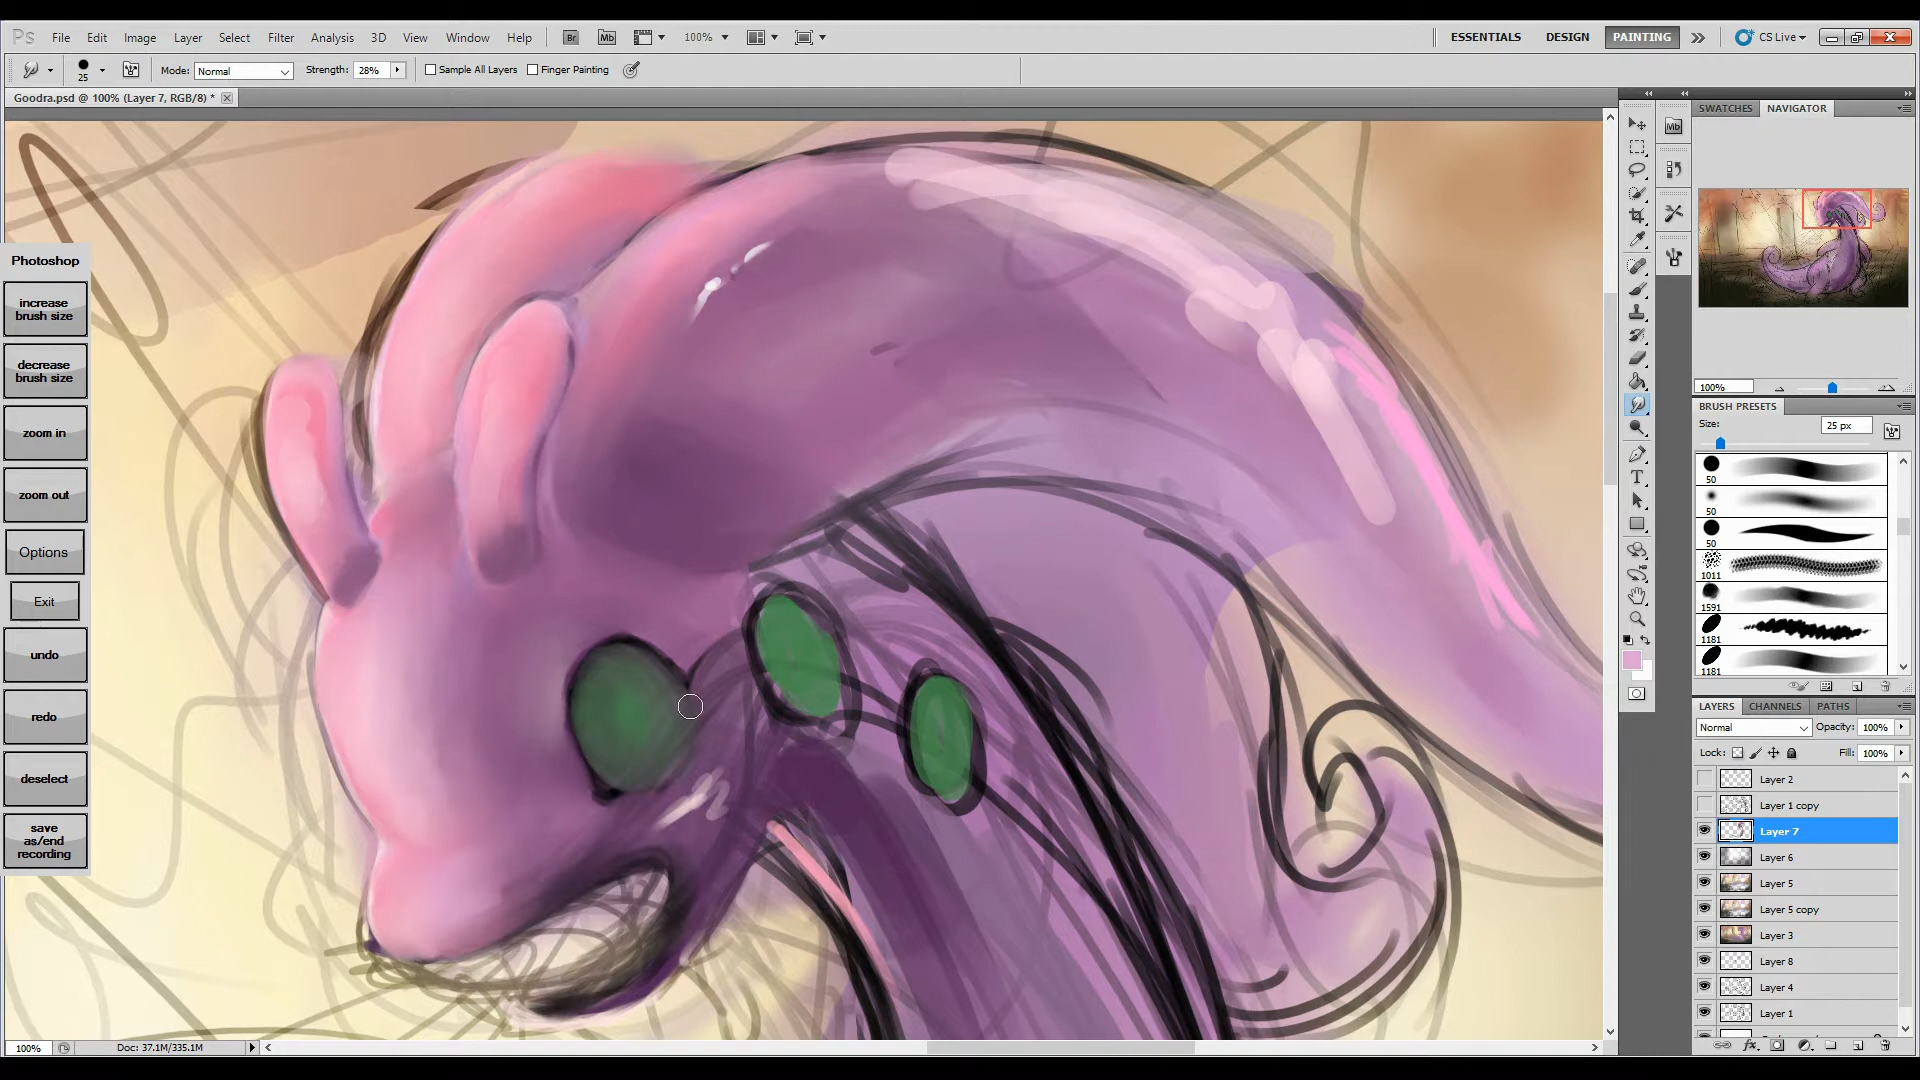 Ps File Edit Image Layer Select Filter Analysis 3D View Window Help Br Mb 100% ESSENTIALS DESIGN PAINTING CS Live
25 Mode: Normal Strength: 28% Sample All Layers Finger Painting
Goodra.psd @ 100% (Layer 7, RGB/8) *
Photoshop
increase
brush size
decrease
brush size
zoom in
zoom out
Options
Exit
undo
redo
deselect
save
as/end
recording
100% Doc: 37.1M/335.1M
T
Mb
SWATCHES NAVIGATOR
100%
BRUSH PRESETS
Size: 25 px
50
50
50
1011
1591
1181
1181
LAYERS CHANNELS PATHS
Normal Opacity: 100%
Lock: Fill: 100%
Layer 2
Layer 1 copy
Layer 7
Layer 6
Layer 5
Layer 5 copy
Layer 3
Layer 8
Layer 4
Layer 1
fx